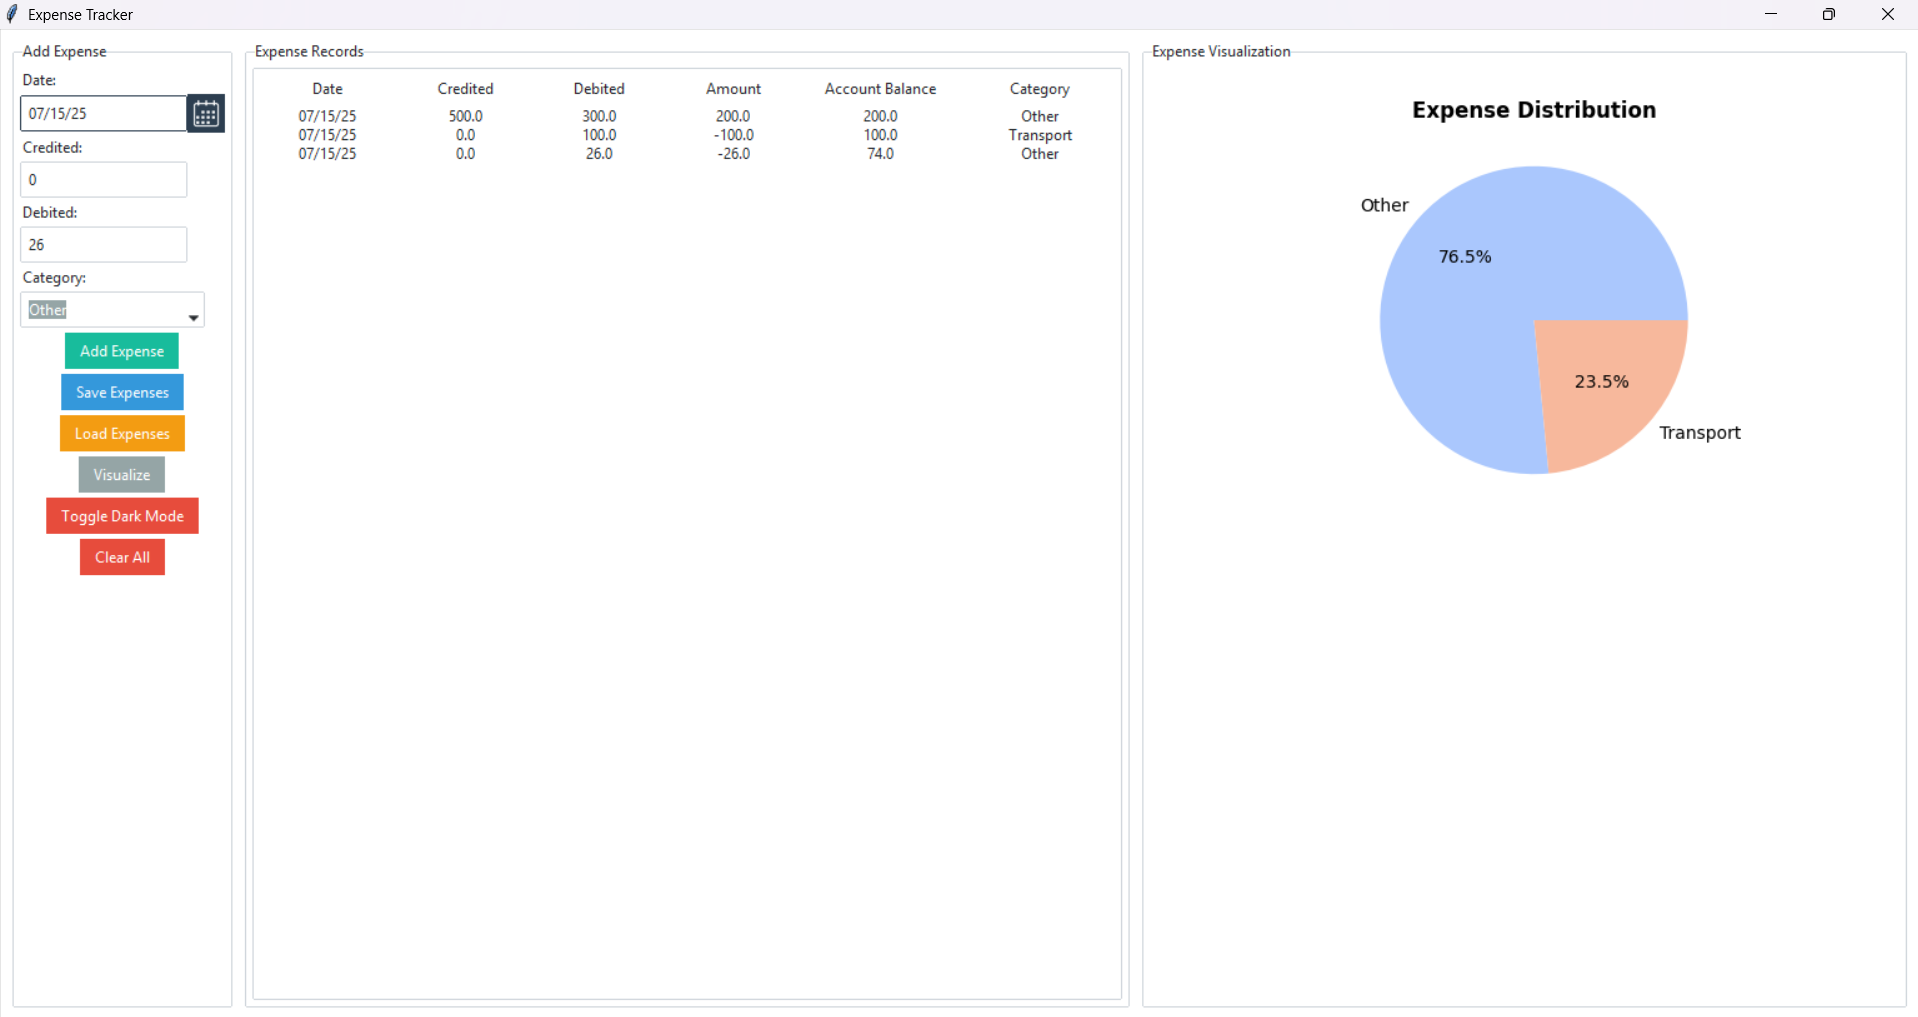 Expense Tracker
Add Expense
Date:
07/15/25
Credited:
0
Debited:
26
Category:
Other
Add Expense
Save Expenses
Load Expenses
Visualize
Toggle Dark Mode
Clear All
Expense Records
Date Credited Debited Amount Account Balance Category
07/15/25 500.0 300.0 200.0 200.0 Other
07/15/25 0.0 100.0 -100.0 100.0 Transport
07/15/25 0.0 26.0 -26.0 74.0 Other
Expense Visualization
Expense Distribution
Other
76.5%
23.5%
Transport